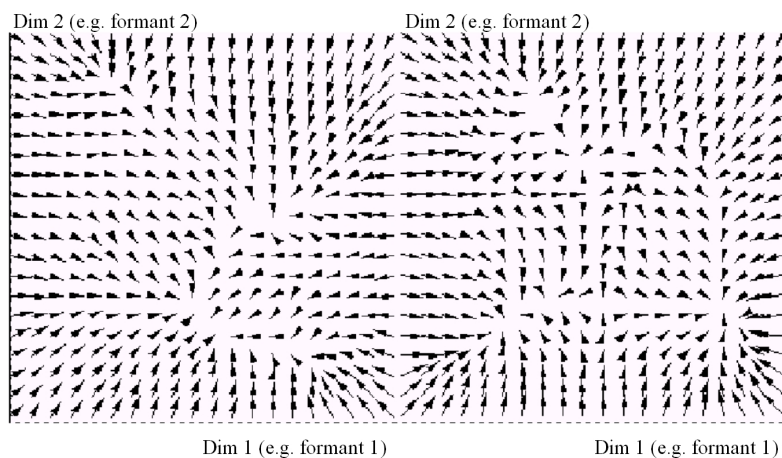 Dim 2 (e.g. formant 2) Dim 2 (e.g. formant 2)
Dim 1 (e.g. formant 1) Dim 1 (e.g. formant 1)